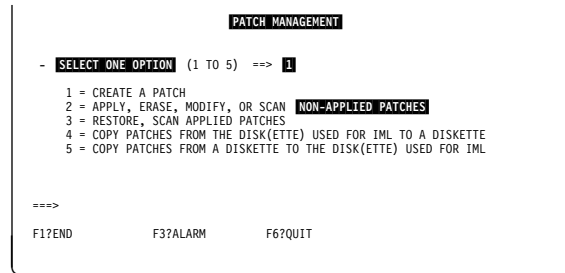 PATCH MANAGEMENT
- SELECT ONE OPTION (1 TO 5) ==> 1
1 = CREATE A PATCH
2 = APPLY, ERASE, MODIFY, OR SCAN NON-APPLIED PATCHES
3 = RESTORE, SCAN APPLIED PATCHES
4 = COPY PATCHES FROM THE DISK(ETTE) USED FOR IML TO A DISKETTE
5 = COPY PATCHES FROM A DISKETTE TO THE DISK(ETTE) USED FOR IML
===>
F1?END F3?ALARM F6?QUIT